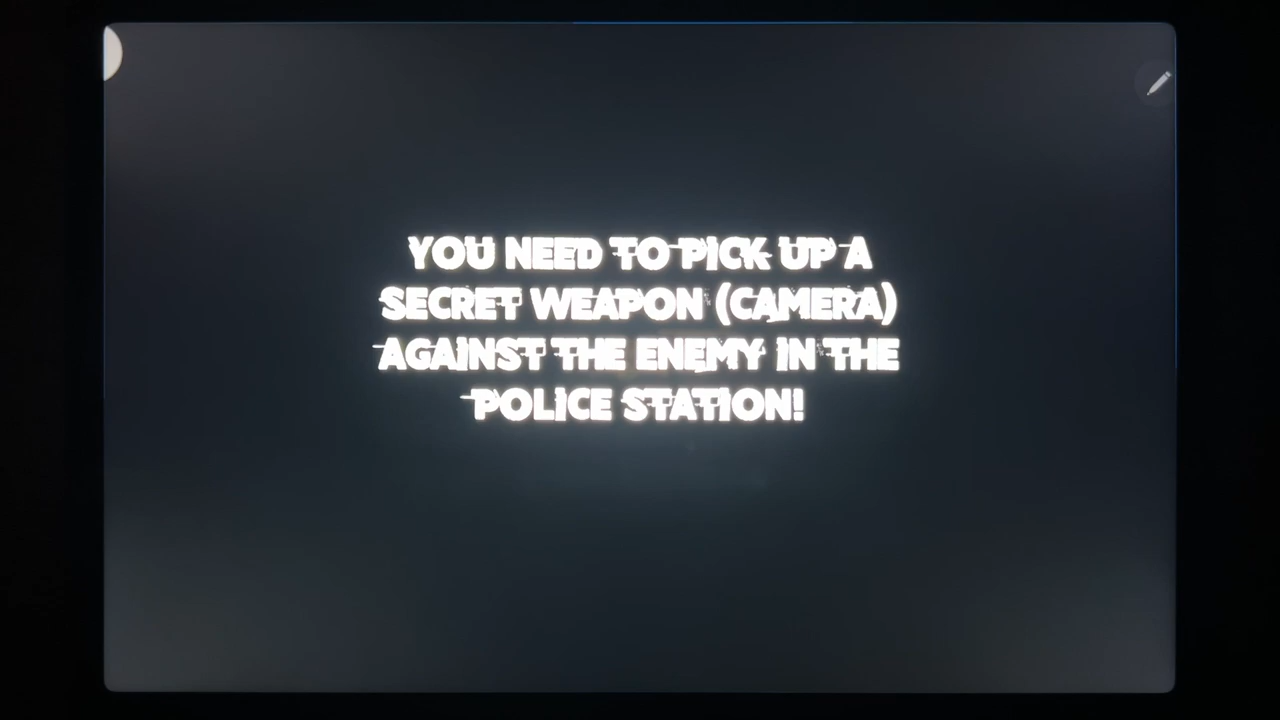 YOU NEED TO PICK UP A
SECRET WEAPON (CAMERA)
AGAINST THE ENEMY IN THE
POLICE STATION!